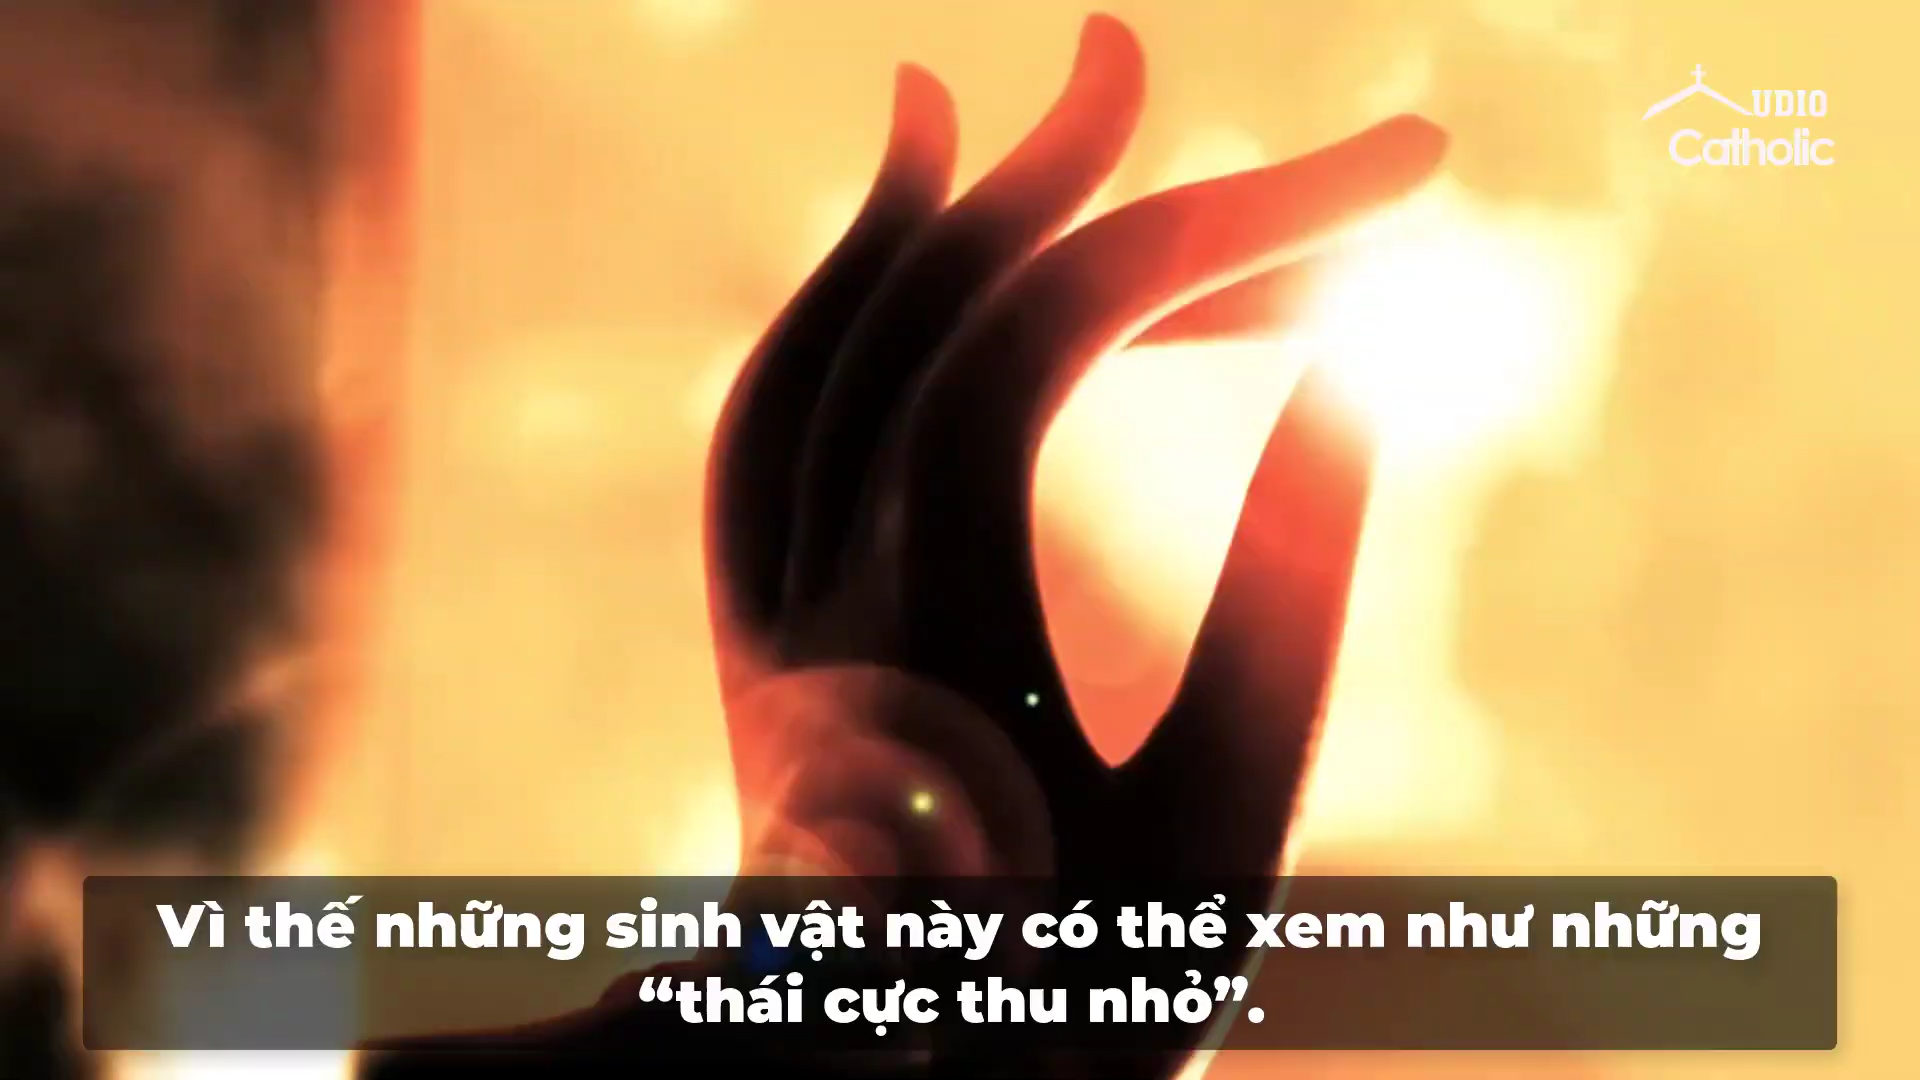 UDIO
Catholic
Vì thế những sinh vật này có thể xem như những
“thái cực thu nhỏ”.